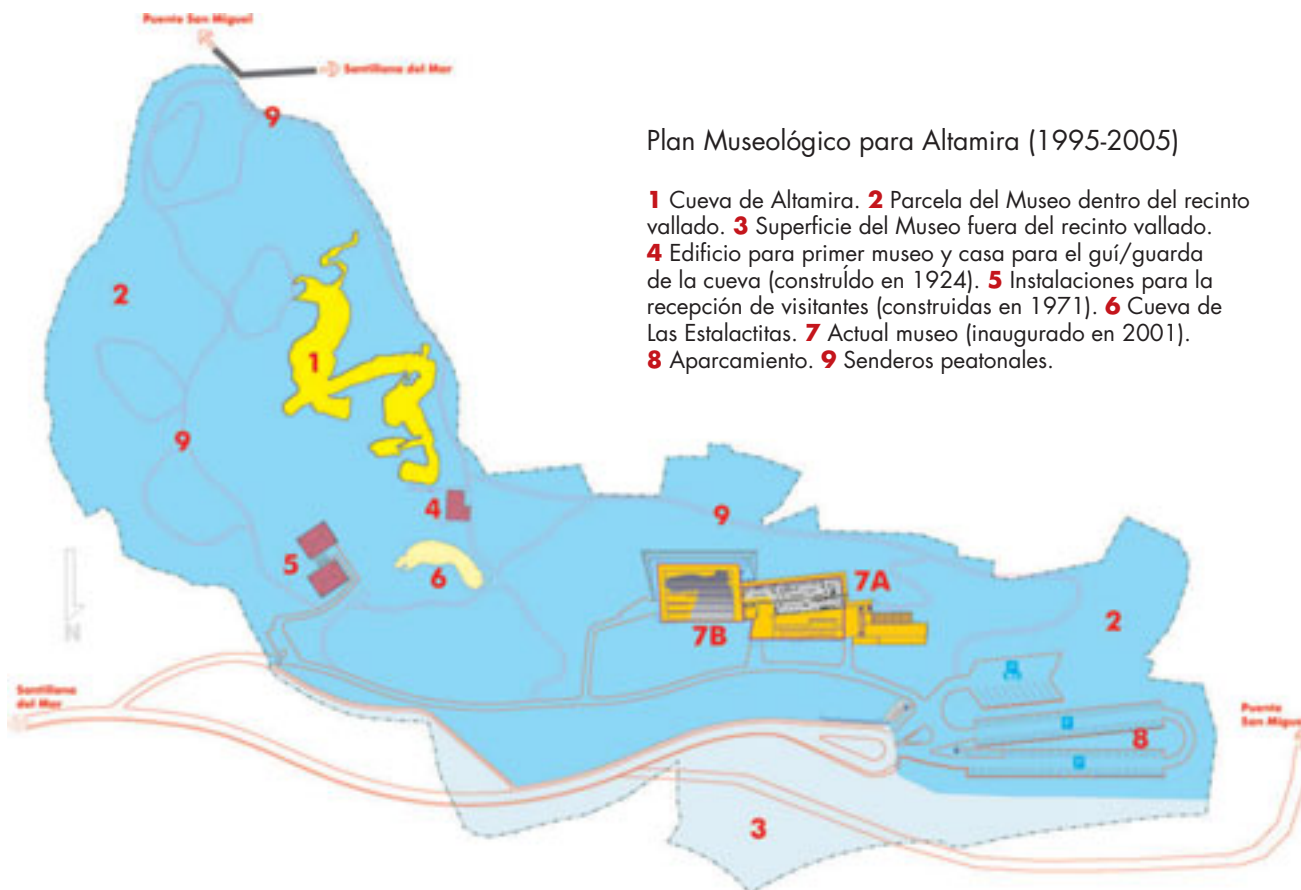 Puente San Miguel
Santillana del Mar
9
Plan Museológico para Altamira (1995-2005)
1 Cueva de Altamira. 2 Parcela del Museo dentro del recinto
vallado. 3 Superficie del Museo fuera del recinto vallado.
4 Edificio para primer museo y casa para el guí/guarda
de la cueva (construído en 1924). 5 Instalaciones para la
recepción de visitantes (construidas en 1971). 6 Cueva de
Las Estalactitas. 7 Actual museo (inaugurado en 2001).
8 Aparcamiento. 9 Senderos peatonales.
2
1
9
4
9
5
6
7A
7B
2
N
Santillana
del Mar
Puente
San Miguel
P
8
P
3